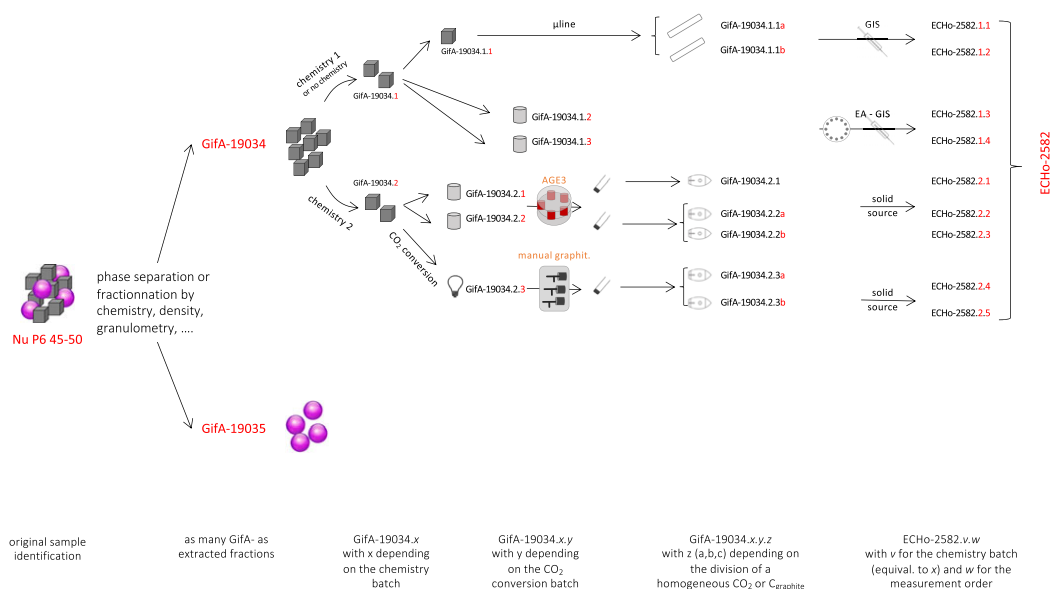 µline
GifA-19034.1.1a
GIS
ECHo-2582.1.1
GifA-19034.1.1
GifA-19034.1.1b
ECHo-2582.1.2
chemistry 1
or no chemistry
GifA-19034.1
GifA-19034.1.2
EA - GIS
ECHo-2582.1.3
GifA-19034
GifA-19034.1.3
ECHo-2582.1.4
ECHo-2582
GifA-19034.2
AGE3
GifA-19034.2.1
GifA-19034.2.1
ECHo-2582.2.1
chemistry 2
GifA-19034.2.2
GifA-19034.2.2a
solid
source
ECHo-2582.2.2
GifA-19034.2.2b
ECHo-2582.2.3
CO2 conversion
manual graphit.
GifA-19034.2.3
GifA-19034.2.3a
solid
source
ECHo-2582.2.4
GifA-19034.2.3b
ECHo-2582.2.5
Nu P6 45-50
phase separation or
fractionnation by
chemistry, density,
granulometry, ....
GifA-19035
original sample
identification
as many GifA- as
extracted fractions
GifA-19034.x
with x depending
on the chemistry
batch
GifA-19034.x.y
with y depending
on the CO2
conversion batch
GifA-19034.x.y.z
with z (a,b,c) depending on
the division of a
homogeneous CO2 or Cgraphite
ECHo-2582.v.w
with v for the chemistry batch
(equival. to x) and w for the
measurement order